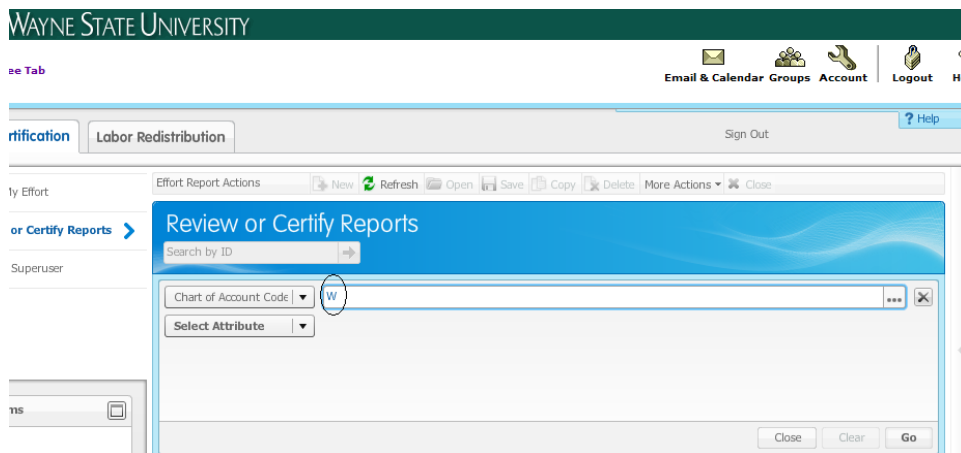 WAYNE STATE UNIVERSITY
ee Tab
Email & Calendar Groups Account Logout H
? Help
rtification Labor Redistribution Sign Out
My Effort
Effort Report Actions New Refresh Open Save Copy Delete More Actions Close
or Certify Reports
Review or Certify Reports
Search by ID
Superuser
Chart of Account Code W ...
Select Attribute
ms
Close Clear Go